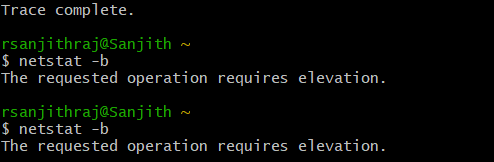 Trace complete.
rsanjithraj@Sanjith ~
$ netstat -b
The requested operation requires elevation.
rsanjithraj@Sanjith ~
$ netstat -b
The requested operation requires elevation.